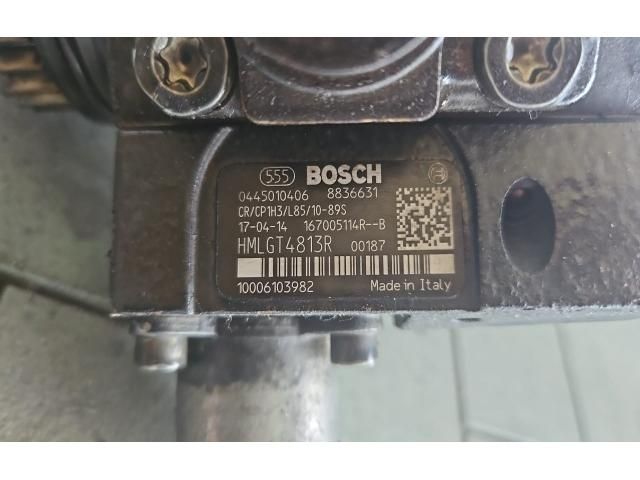 555 BOSCH
0445010406 8836631
CR/CP1H3/L85/10-89S
17-04-14 167005114R--B
HMLGT4813R 00187
10006103982 Made in Italy